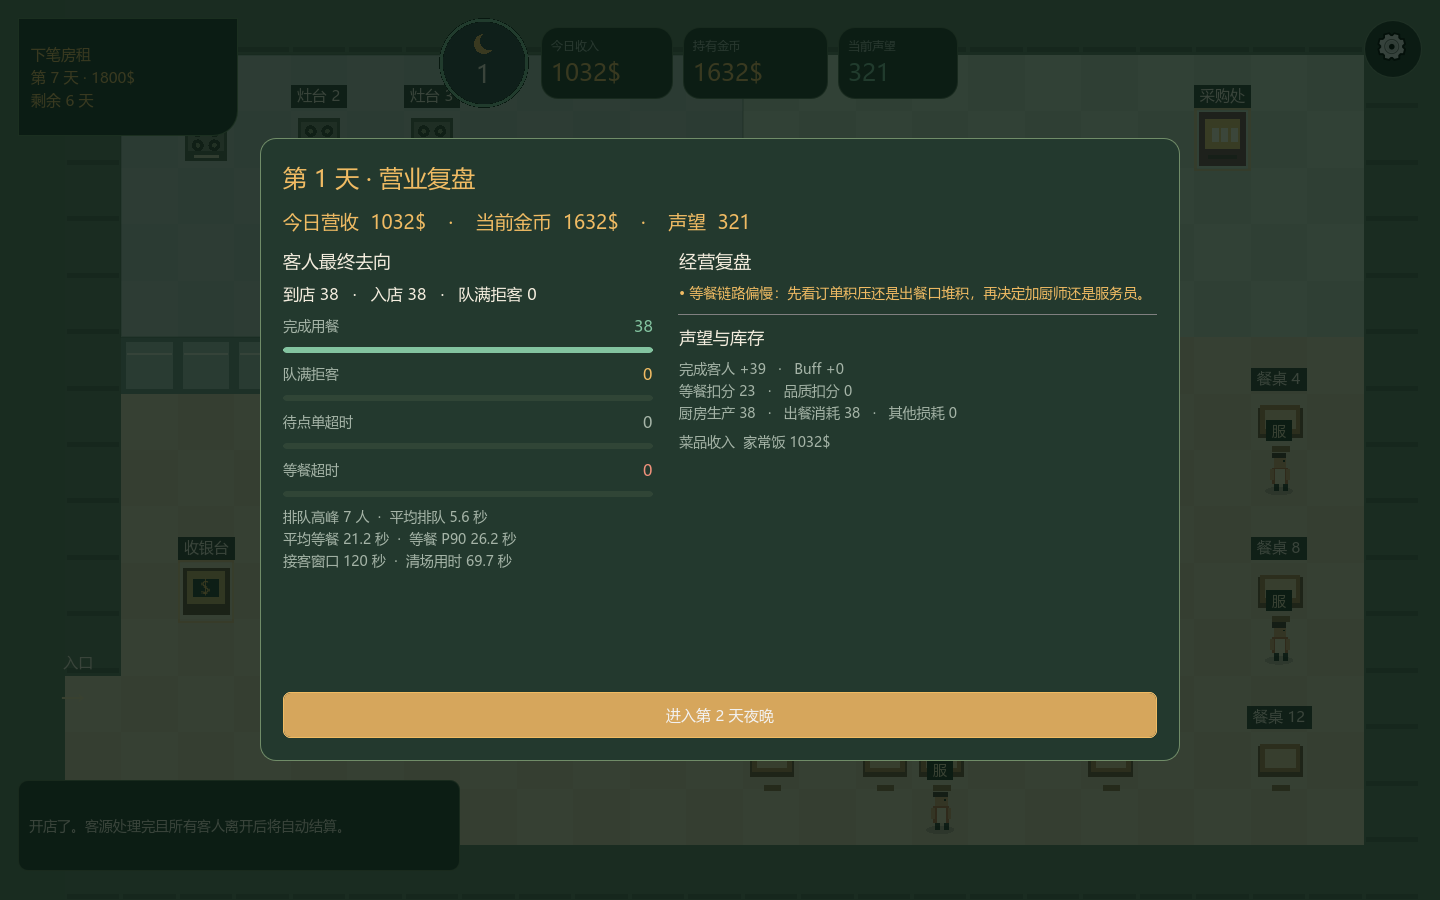 下笔房租
第 7 天 · 1800$
剩余 6 天
1
今日收入
1032$
持有金币
1632$
当前声望
321
灶台 2
灶台 3
采购处
第 1 天 · 营业复盘
今日营收 1032$ · 当前金币 1632$ · 声望 321
客人最终去向
到店 38 · 入店 38 · 队满拒客 0
完成用餐 38
队满拒客 0
待点单超时 0
等餐超时 0
排队高峰 7 人 · 平均排队 5.6 秒
平均等餐 21.2 秒 · 等餐 P90 26.2 秒
接客窗口 120 秒 · 清场用时 69.7 秒
经营复盘
• 等餐链路偏慢：先看订单积压还是出餐口堆积，再决定加厨师还是服务员。
声望与库存
完成客人 +39 · Buff +0
等餐扣分 23 · 品质扣分 0
厨房生产 38 · 出餐消耗 38 · 其他损耗 0
菜品收入 家常饭 1032$
进入第 2 天夜晚
餐桌 4
服
收银台
$
餐桌 8
服
入口
餐桌 12
服
开店了。客源处理完且所有客人离开后将自动结算。